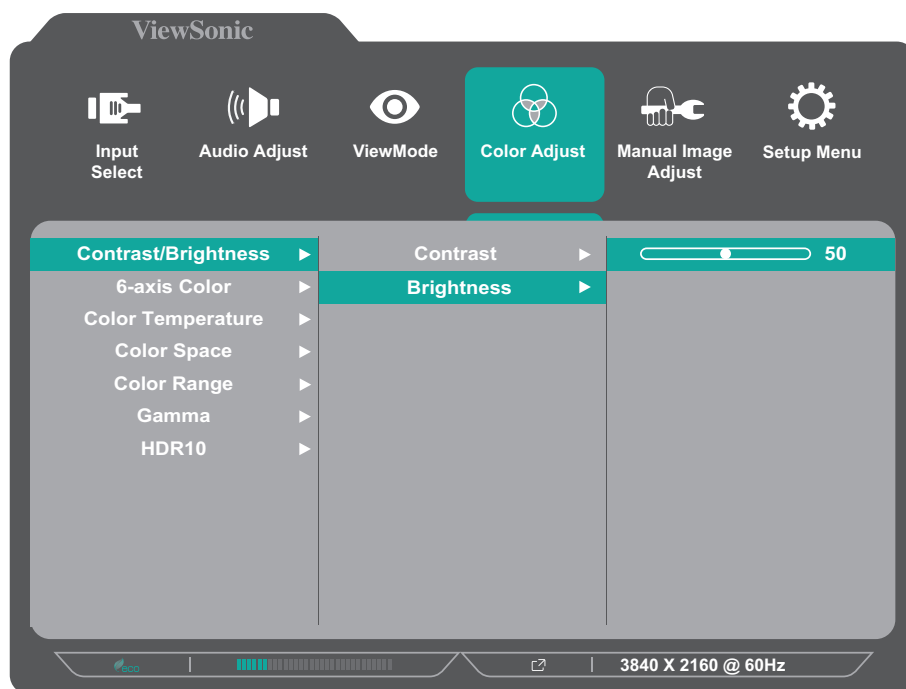 ViewSonic
Input Select
Audio Adjust
ViewMode
Color Adjust
Manual Image Adjust
Setup Menu
Contrast/Brightness
Contrast
50
6-axis Color
Brightness
Color Temperature
Color Space
Color Range
Gamma
HDR10
eco
3840 X 2160 @ 60Hz